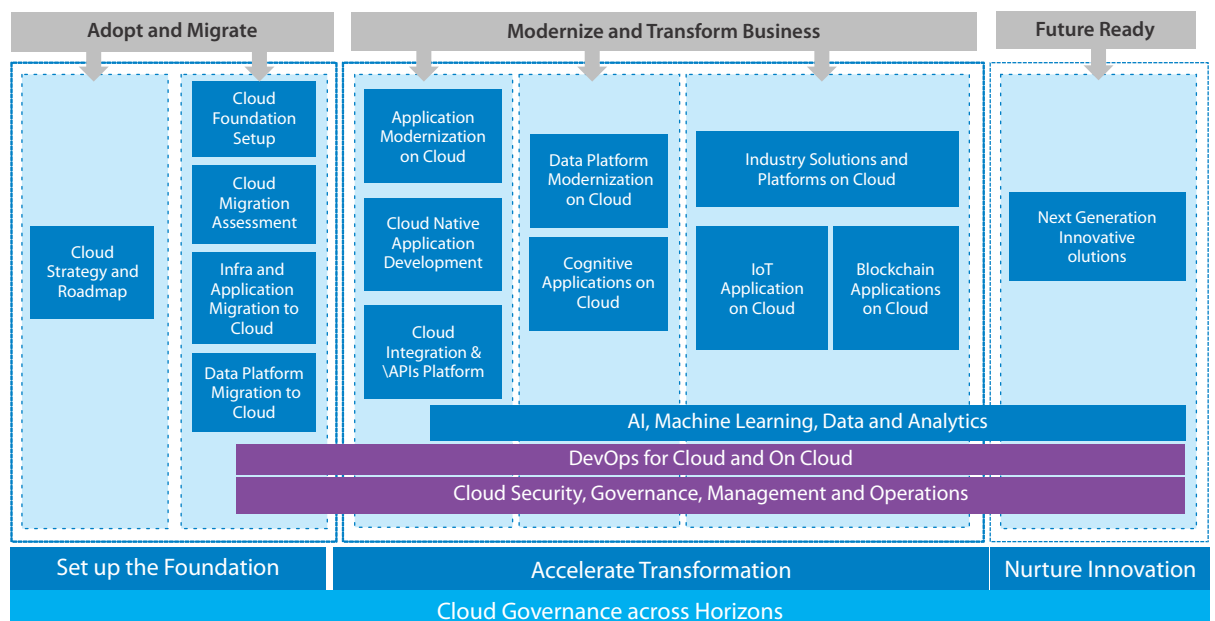 Adopt and Migrate
Modernize and Transform Business
Future Ready
Cloud
Strategy and
Roadmap
Cloud
Foundation
Setup
Cloud
Migration
Assessment
Infra and
Application
Migration to
Cloud
Data Platform
Migration to
Cloud
Application
Modernization
on Cloud
Cloud Native
Application
Development
Cloud
Integration &
\APIs Platform
Data Platform
Modernization
on Cloud
Cognitive
Applications on
Cloud
Industry Solutions and
Platforms on Cloud
IoT
Application
on Cloud
Blockchain
Applications
on Cloud
Next Generation
Innovative
olutions
AI, Machine Learning, Data and Analytics
DevOps for Cloud and On Cloud
Cloud Security, Governance, Management and Operations
Set up the Foundation
Accelerate Transformation
Nurture Innovation
Cloud Governance across Horizons